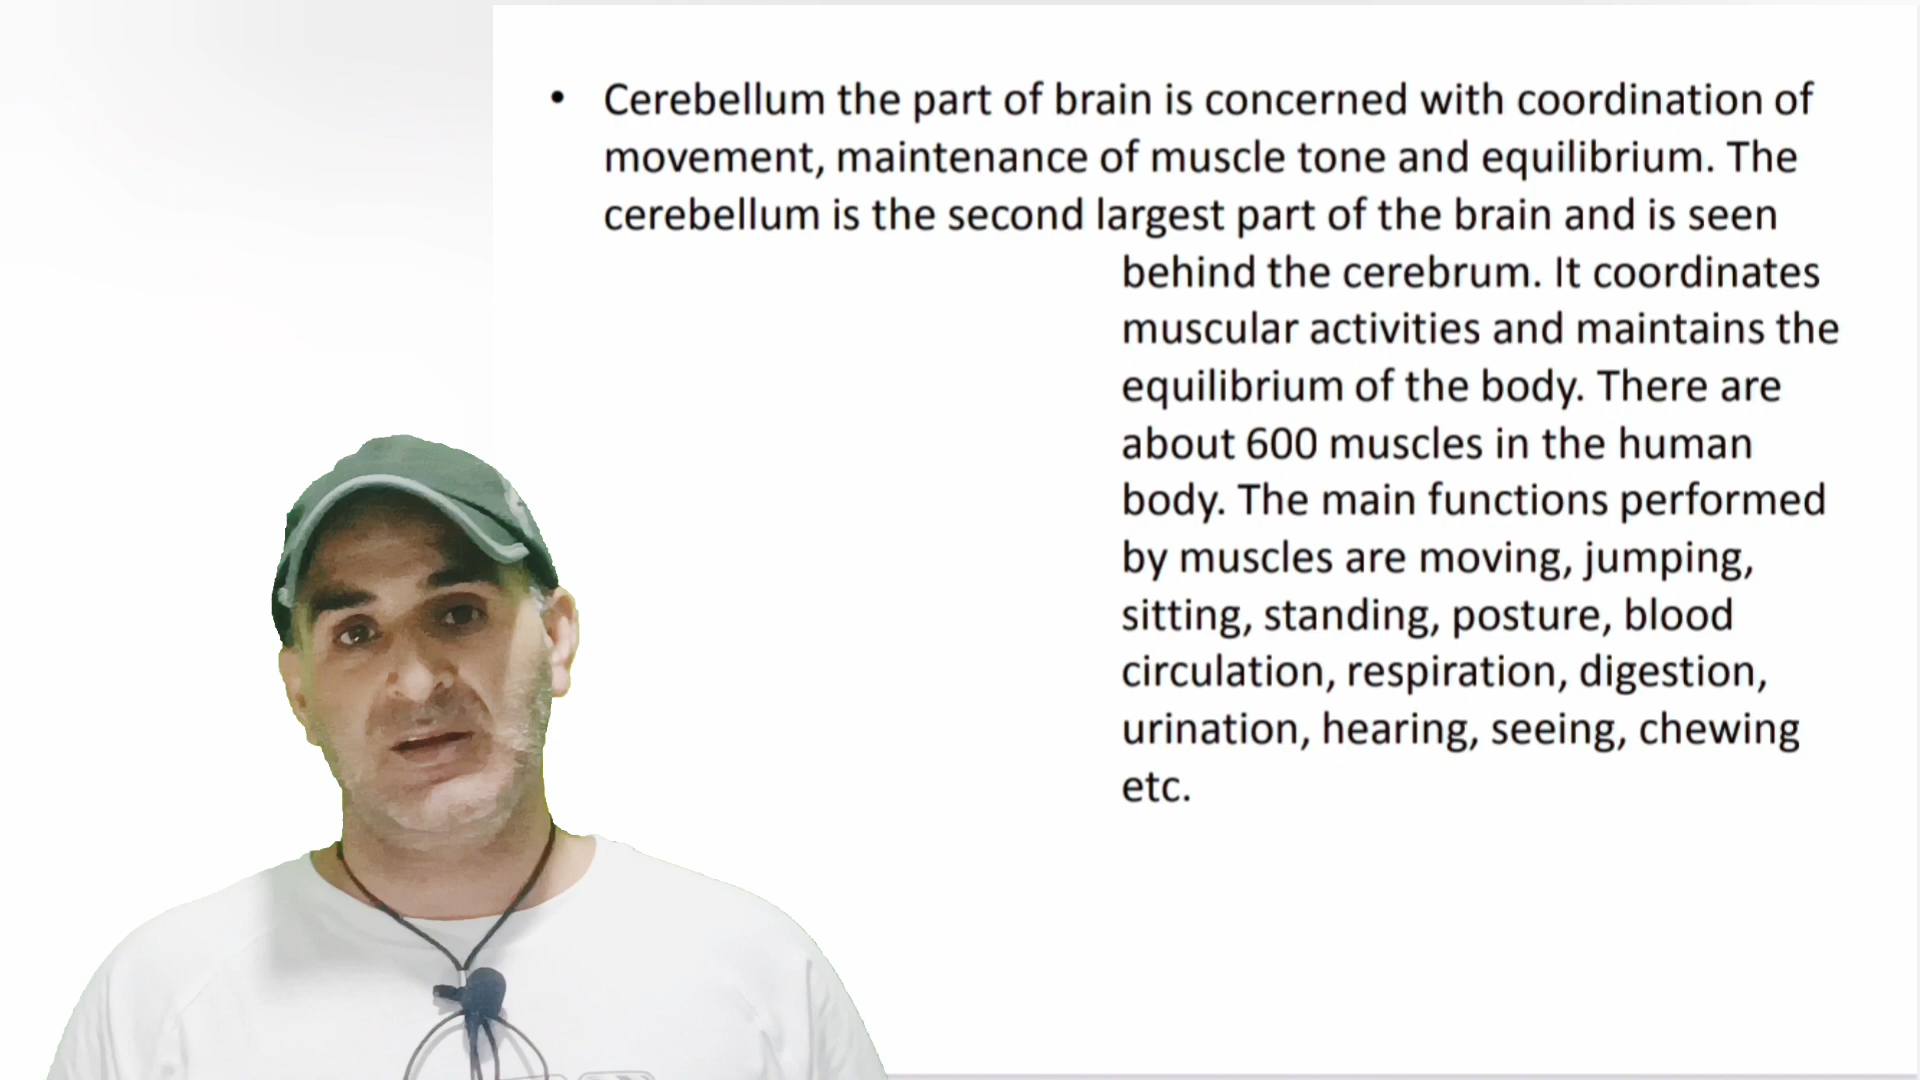 • Cerebellum the part of brain is concerned with coordination of
movement, maintenance of muscle tone and equilibrium. The
cerebellum is the second largest part of the brain and is seen
behind the cerebrum. It coordinates
muscular activities and maintains the
equilibrium of the body. There are
about 600 muscles in the human
body. The main functions performed
by muscles are moving, jumping,
sitting, standing, posture, blood
circulation, respiration, digestion,
urination, hearing, seeing, chewing
etc.